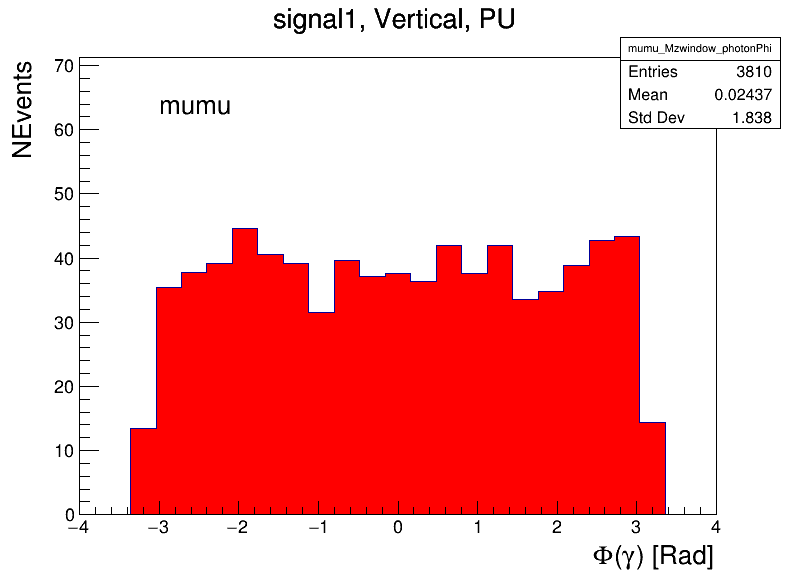 signal1, Vertical, PU
mumu_Mzwindow_photonPhi
Entries 3810
Mean 0.02437
Std Dev 1.838
NEvents
mumu
70
60
50
40
30
20
10
0
−4 −3 −2 −1 0 1 2 3 4
Φ(γ) [Rad]